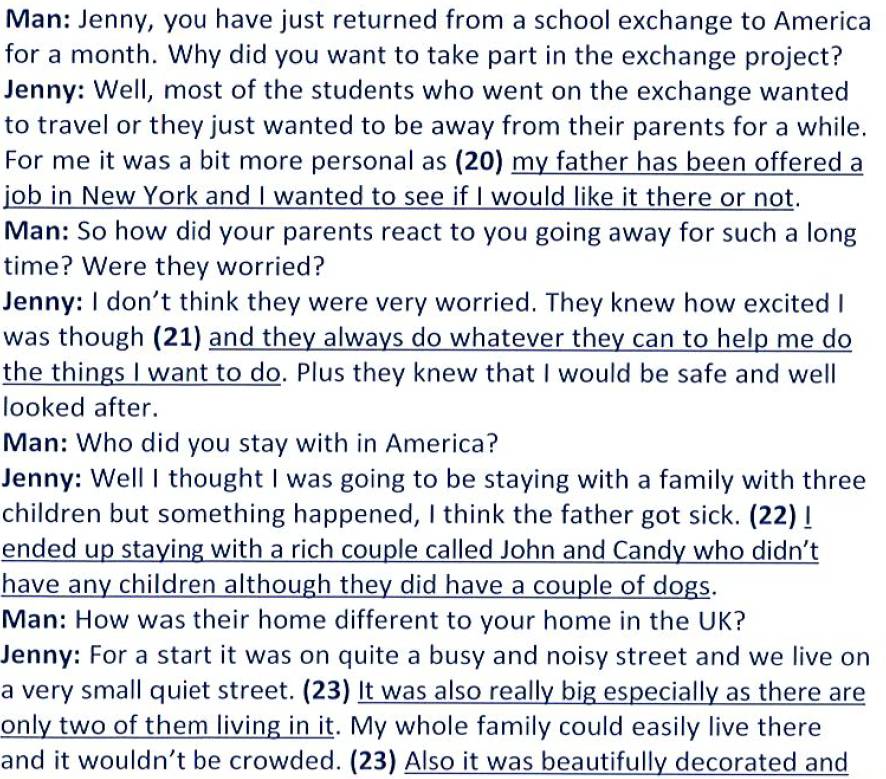 Man: Jenny, you have just returned from a school exchange to America
for a month. Why did you want to take part in the exchange project?
Jenny: Well, most of the students who went on the exchange wanted
to travel or they just wanted to be away from their parents for a while.
For me it was a bit more personal as (20) my father has been offered a
job in New York and I wanted to see if I would like it there or not.
Man: So how did your parents react to you going away for such a long
time? Were they worried?
Jenny: I don’t think they were very worried. They knew how excited I
was though (21) and they always do whatever they can to help me do
the things I want to do. Plus they knew that I would be safe and well
looked after.
Man: Who did you stay with in America?
Jenny: Well I thought I was going to be staying with a family with three
children but something happened, I think the father got sick. (22) I
ended up staying with a rich couple called John and Candy who didn’t
have any children although they did have a couple of dogs.
Man: How was their home different to your home in the UK?
Jenny: For a start it was on quite a busy and noisy street and we live on
a very small quiet street. (23) It was also really big especially as there are
only two of them living in it. My whole family could easily live there
and it wouldn’t be crowded. (23) Also it was beautifully decorated and